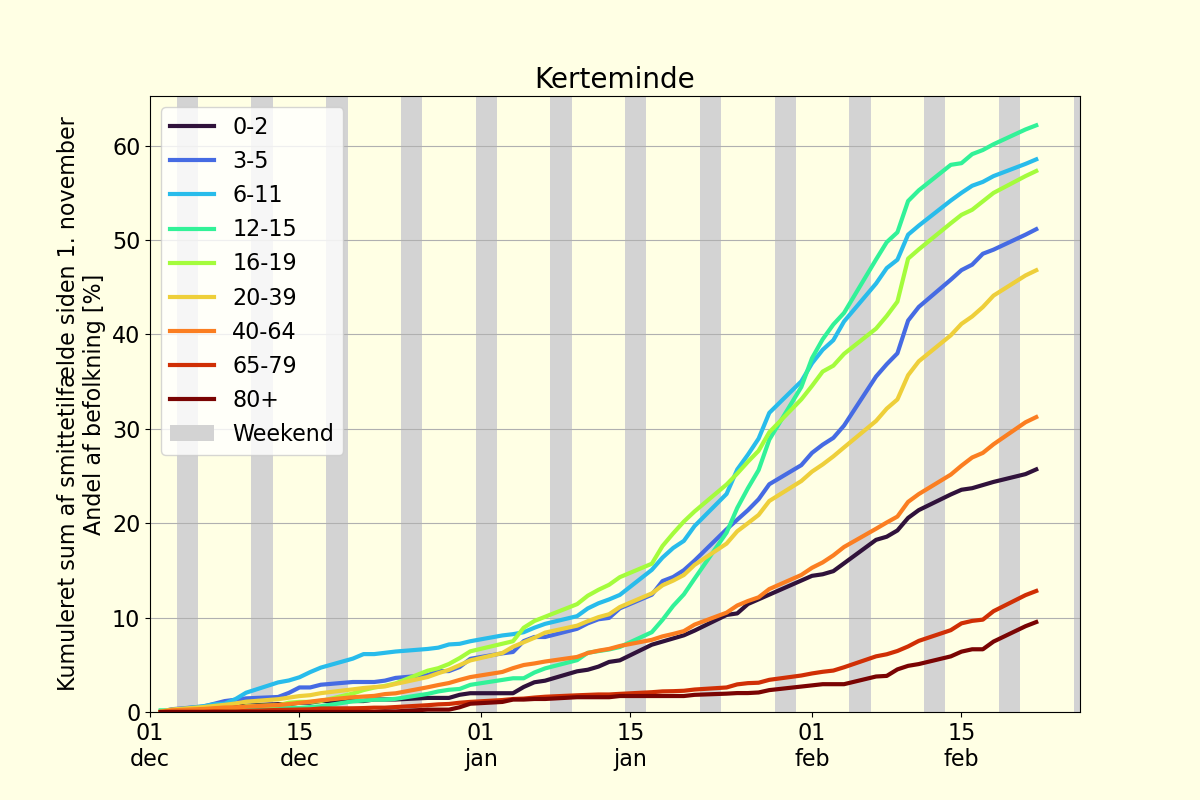 Kerteminde
Kumuleret sum af smittetilfælde siden 1. november
Andel af befolkning [%]
60
50
40
30
20
10
0
0-2
3-5
6-11
12-15
16-19
20-39
40-64
65-79
80+
Weekend
01 15 01 15 01 15
dec dec jan jan feb feb